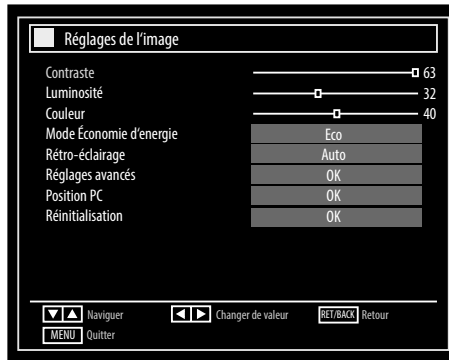 Réglages de l'image
Contraste 63
Luminosité 32
Couleur 40
Mode Économie d'energie Eco
Rétro-éclairage Auto
Réglages avancés OK
Position PC OK
Réinitialisation OK
Naviguer Changer de valeur RET/BACK Retour
MENU Quitter